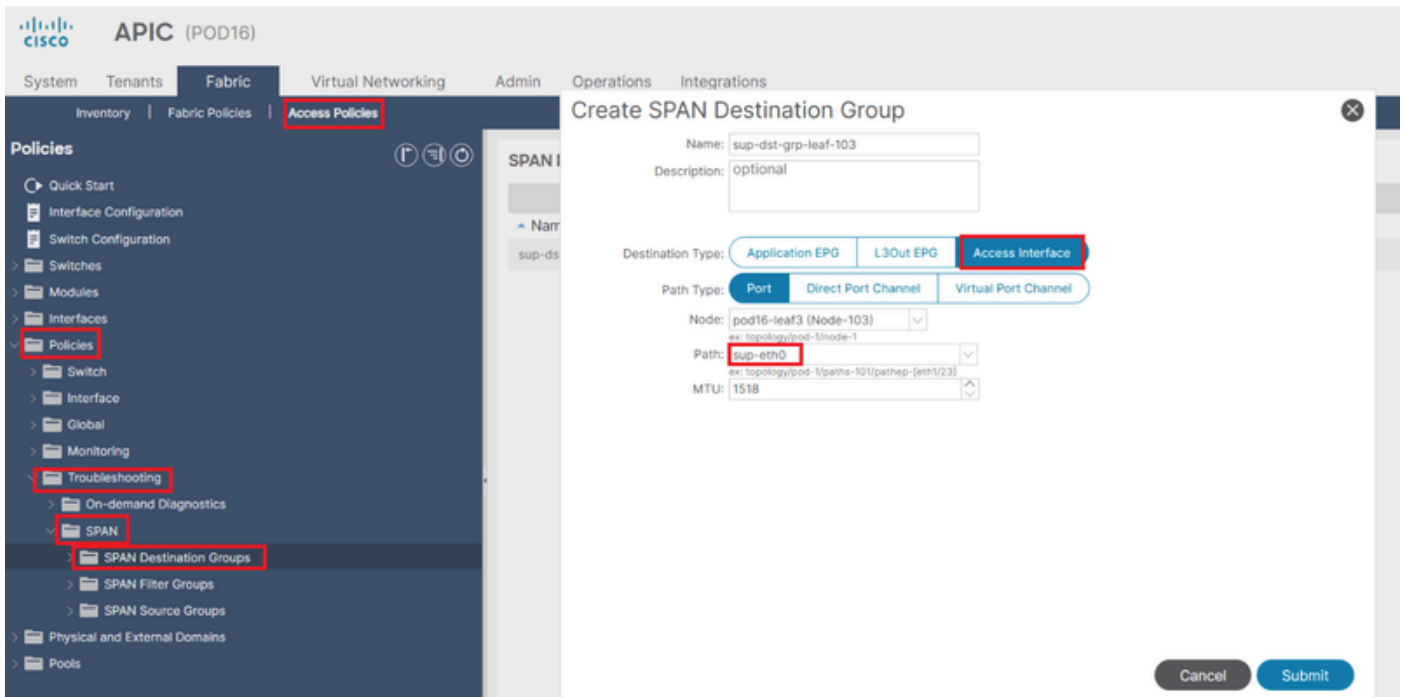 CISCO
APIC (POD16)
System Tenants Fabric Virtual Networking Admin Operations Integrations
Inventory | Fabric Policies | Access Policies
Policies
Quick Start
Interface Configuration
Switch Configuration
Switches
Modules
Interfaces
Policies
Switch
Interface
Global
Monitoring
Troubleshooting
On-demand Diagnostics
SPAN
SPAN Destination Groups
SPAN Filter Groups
SPAN Source Groups
Physical and External Domains
Pools
SPAN
Nam
sup-ds
Create SPAN Destination Group
Name: sup-dst-grp-leaf-103
Description: optional
Destination Type: Application EPG L3Out EPG Access Interface
Path Type: Port Direct Port Channel Virtual Port Channel
Node: pod16-leaf3 (Node-103)
ex: topology/pod-1/node-1
Path: sup-eth0
ex: topology/pod-1/paths-101/pathep-[eth1/23]
MTU: 1518
Cancel Submit